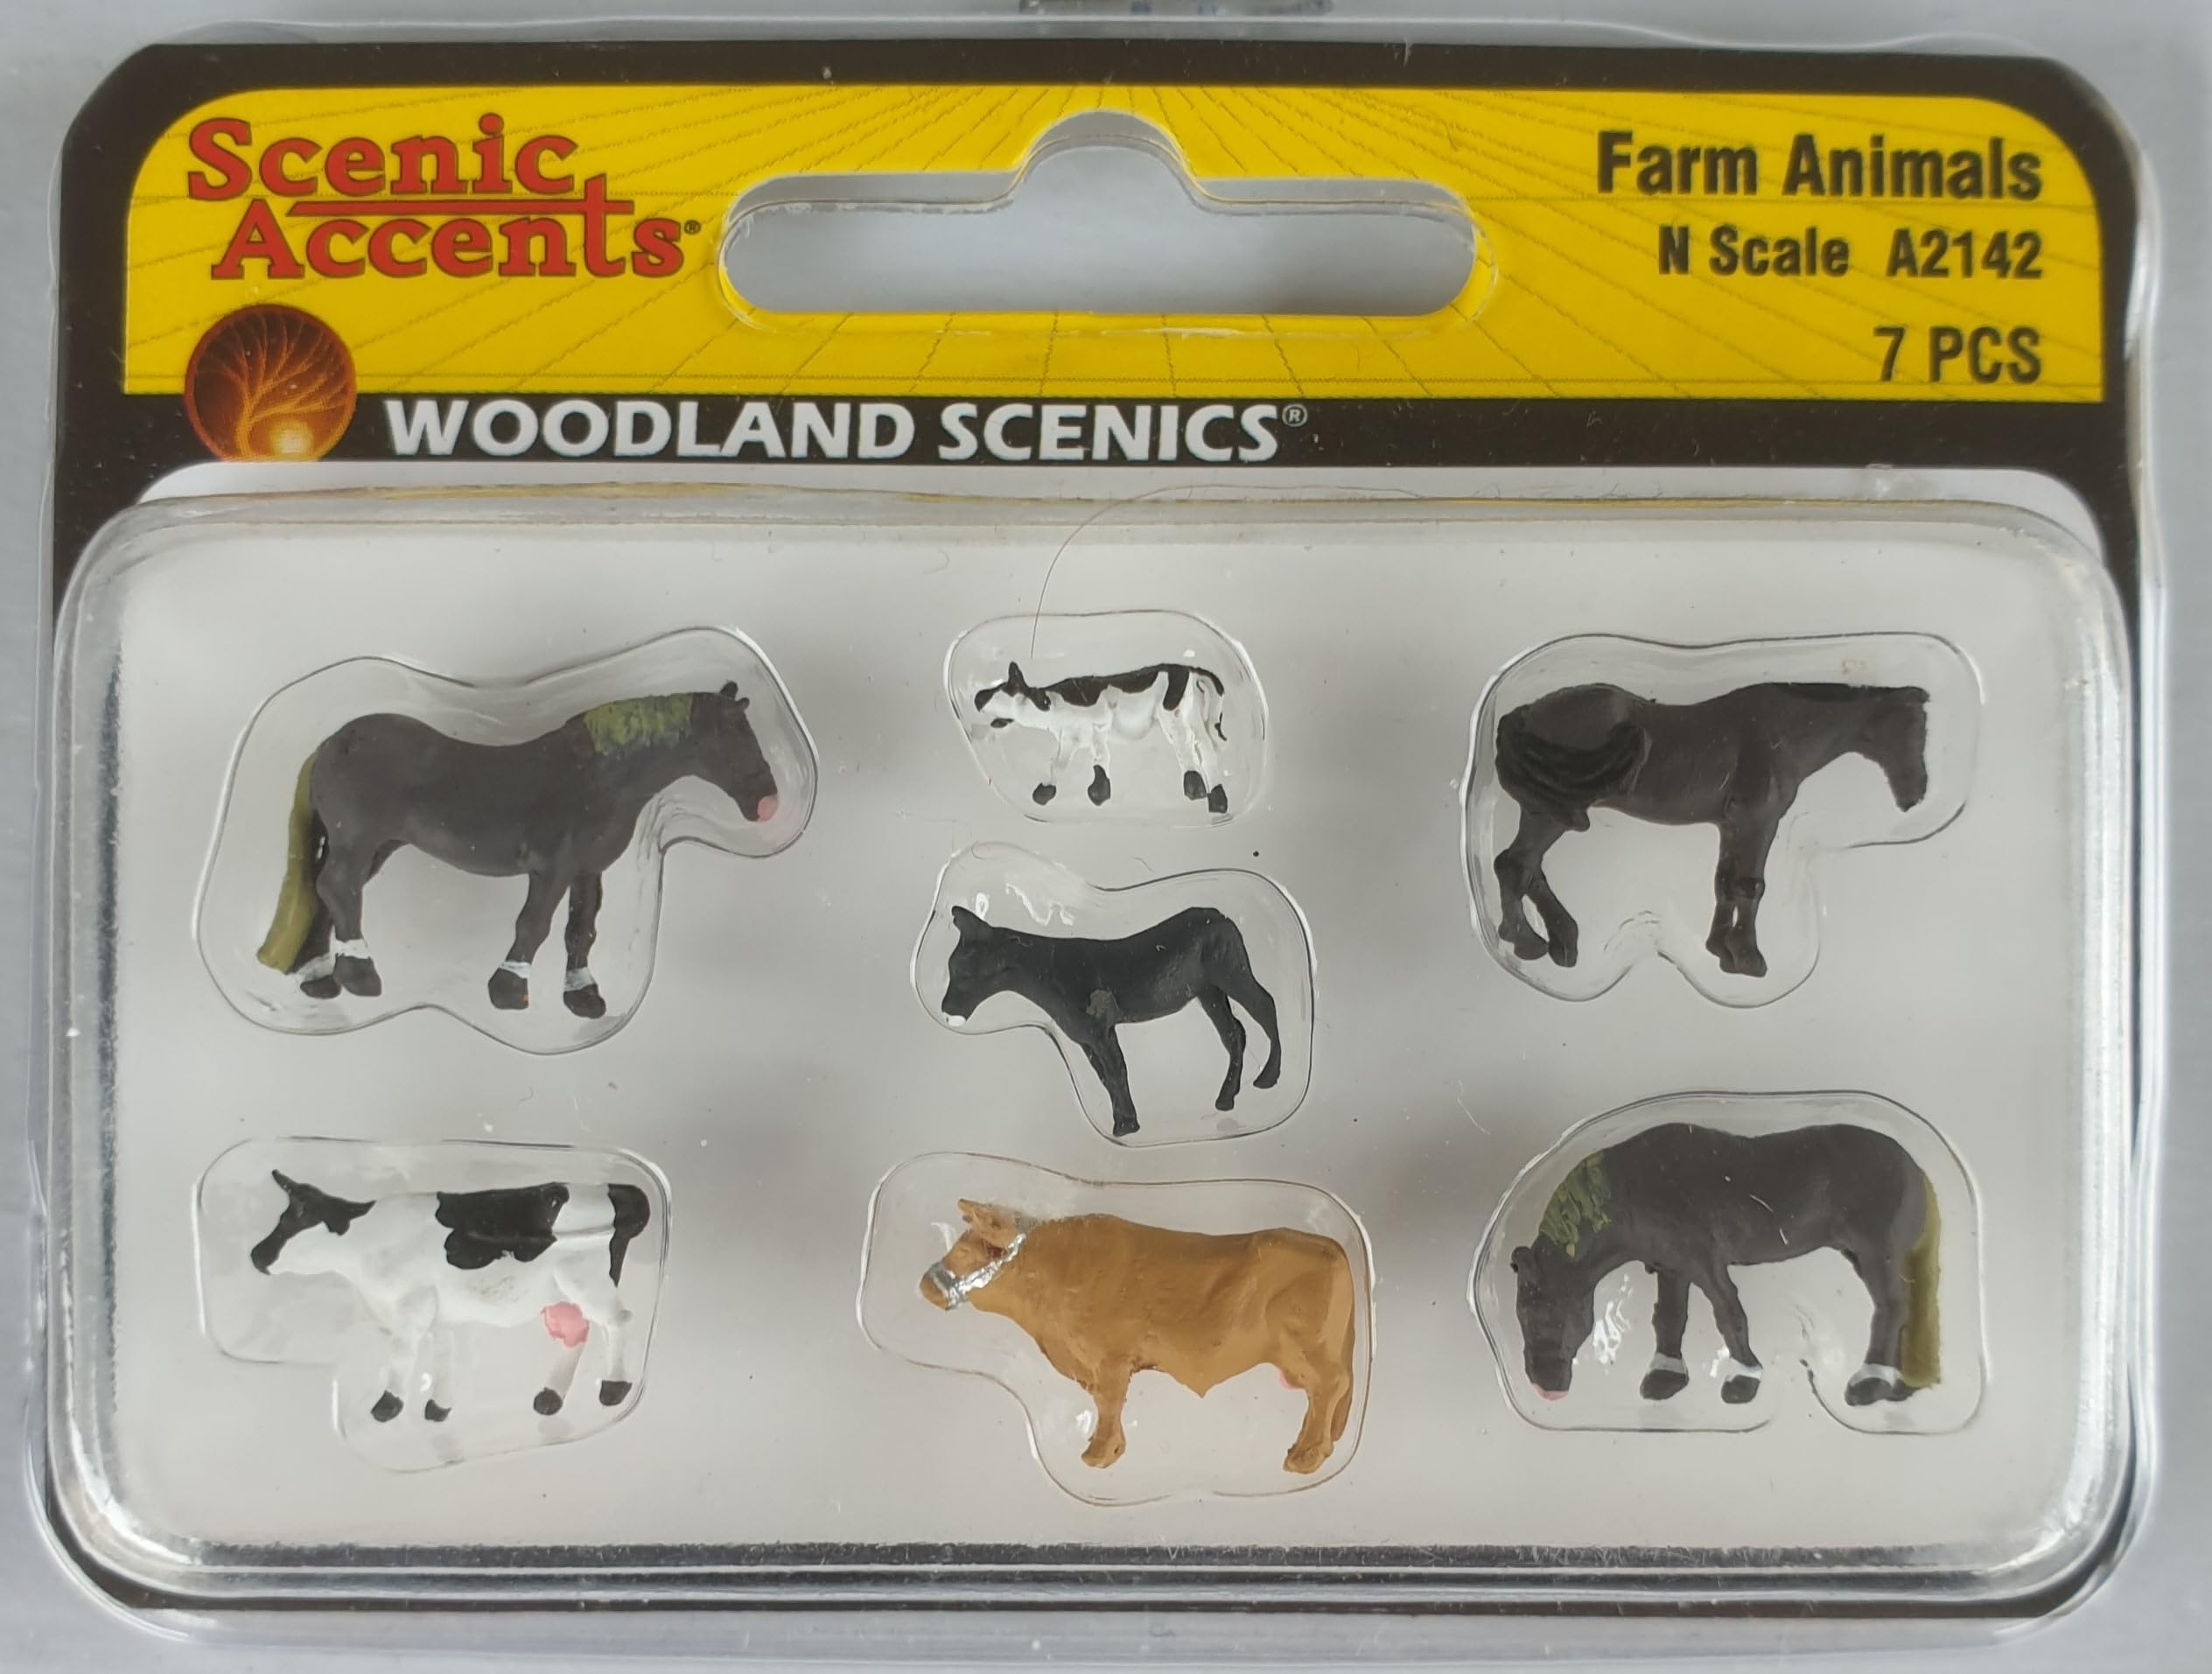 Scenic
Accents®
Farm Animals
N Scale A2142
7 PCS
WOODLAND SCENICS®